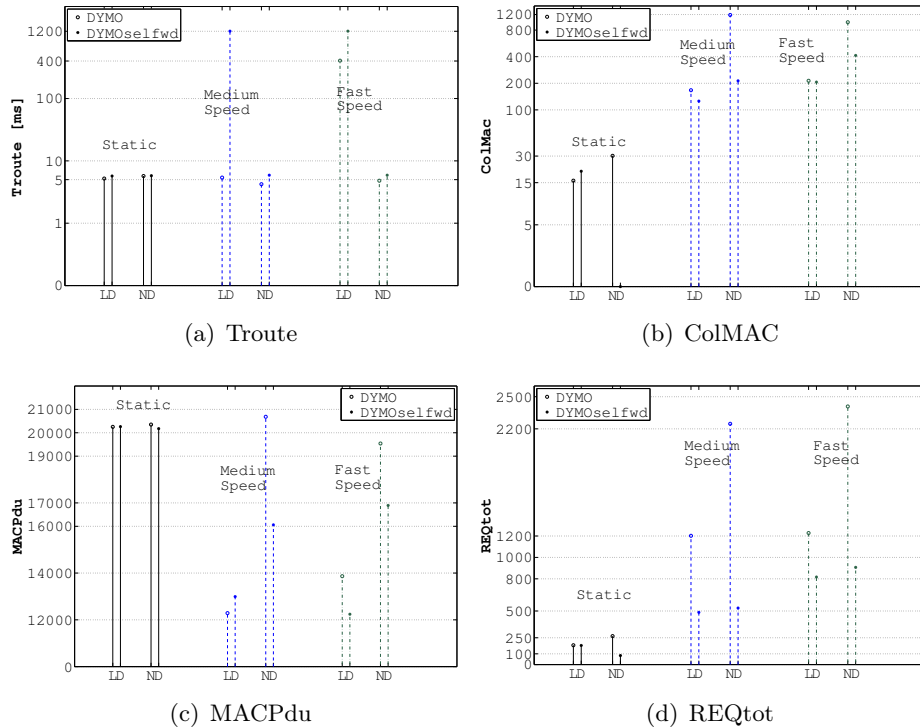 DYMO
DYMOselfwd
1200
400
100
10
5
1
0
Troute [ms]
Static
Medium
Speed
Fast
Speed
LD
ND
LD
ND
LD
ND
(a) Troute
DYMO
DYMOselfwd
1200
800
200
100
30
15
5
0
ColMac
Static
Medium
Speed
Fast
Speed
LD
ND
LD
ND
LD
ND
(b) ColMAC
DYMO
DYMOselfwd
21000
20000
19000
17000
16000
14000
12000
0
MACPdu
Static
Medium
Speed
Fast
Speed
LD
ND
LD
ND
LD
ND
(c) MACPdu
DYMO
DYMOselfwd
2500
2200
1200
1000
800
500
250
100
0
REQtot
Static
Medium
Speed
Fast
Speed
LD
ND
LD
ND
LD
ND
(d) REQtot